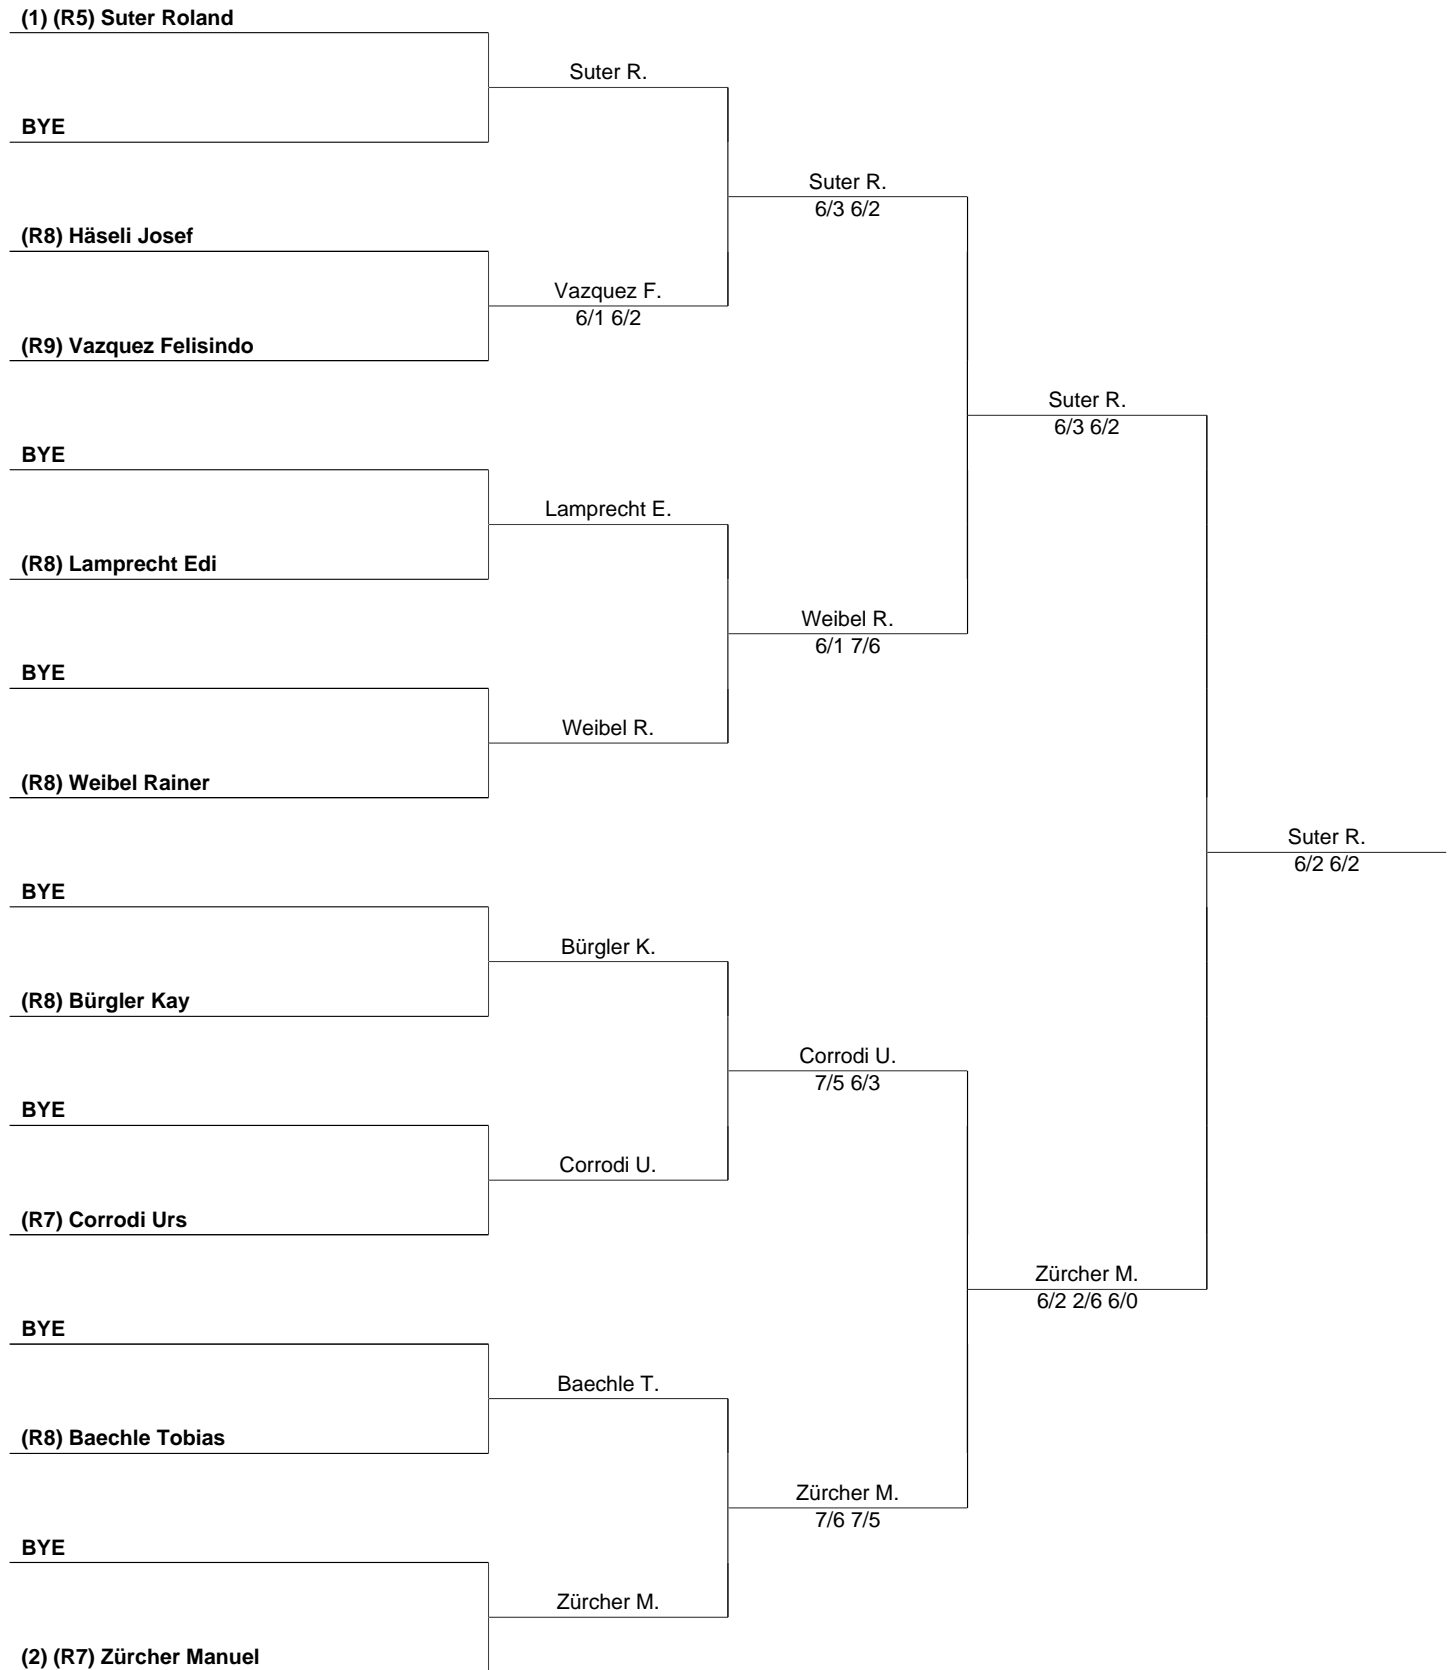 (1) (R5) Suter Roland
Suter R.
BYE
Suter R.
6/3 6/2
(R8) Häseli Josef
Vazquez F.
6/1 6/2
(R9) Vazquez Felisindo
Suter R.
6/3 6/2
BYE
Lamprecht E.
(R8) Lamprecht Edi
Weibel R.
6/1 7/6
BYE
Weibel R.
(R8) Weibel Rainer
Suter R.
6/2 6/2
BYE
Bürgler K.
(R8) Bürgler Kay
Corrodi U.
7/5 6/3
BYE
Corrodi U.
(R7) Corrodi Urs
Zürcher M.
6/2 2/6 6/0
BYE
Baechle T.
(R8) Baechle Tobias
Zürcher M.
7/6 7/5
BYE
Zürcher M.
(2) (R7) Zürcher Manuel